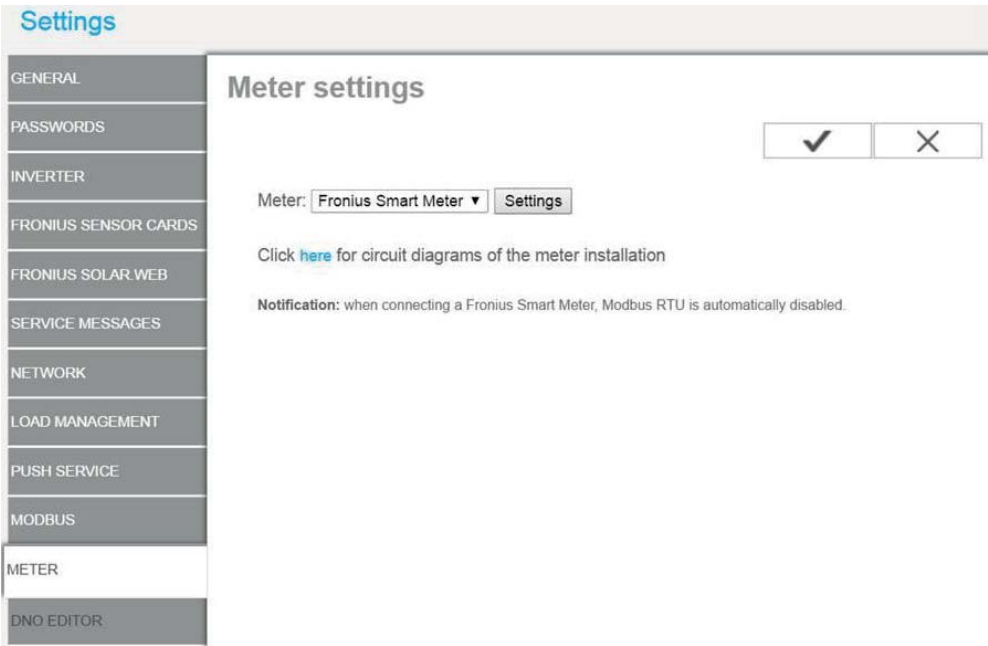 Settings
GENERAL
PASSWORDS
INVERTER
FRONIUS SENSOR CARDS
FRONIUS SOLAR.WEB
SERVICE MESSAGES
NETWORK
LOAD MANAGEMENT
PUSH SERVICE
MODBUS
METER
DNO EDITOR
Meter settings
Meter: Fronius Smart Meter ▼ Settings
Click here for circuit diagrams of the meter installation
Notification: when connecting a Fronius Smart Meter, Modbus RTU is automatically disabled.